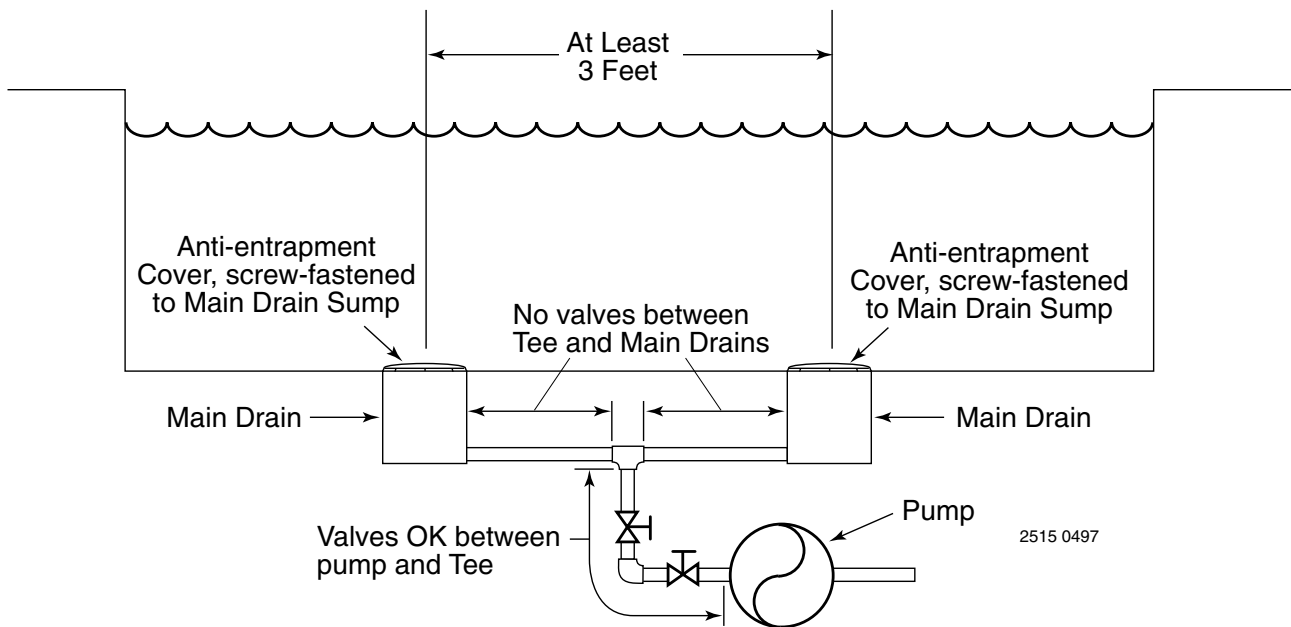 At Least
3 Feet
Anti-entrapment
Cover, screw-fastened
to Main Drain Sump
Anti-entrapment
Cover, screw-fastened
to Main Drain Sump
No valves between
Tee and Main Drains
Main Drain
Main Drain
Valves OK between
pump and Tee
Pump
2515 0497